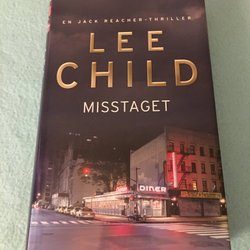 EN JACK REACHER-THRILLER
LEE
CHILD
MISSTAGET
DINER